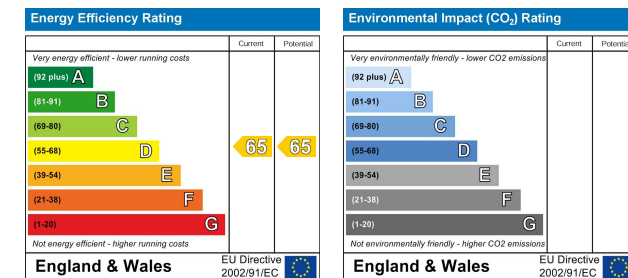 Energy Efficiency Rating
Current Potential
Very energy efficient - lower running costs
(92 plus) A
(81-91) B
(69-80) C
(55-68) D 65 65
(39-54) E
(21-38) F
(1-20) G
Not energy efficient - higher running costs
England & Wales
EU Directive
2002/91/EC
Environmental Impact (CO₂) Rating
Current Potentia
Very environmentally friendly - lower CO2 emissions
(92 plus) A
(81-91) B
(69-80) C
(55-68) D
(39-54) E
(21-38) F
(1-20) G
Not environmentally friendly - higher CO2 emissions
England & Wales
EU Directive
2002/91/EC